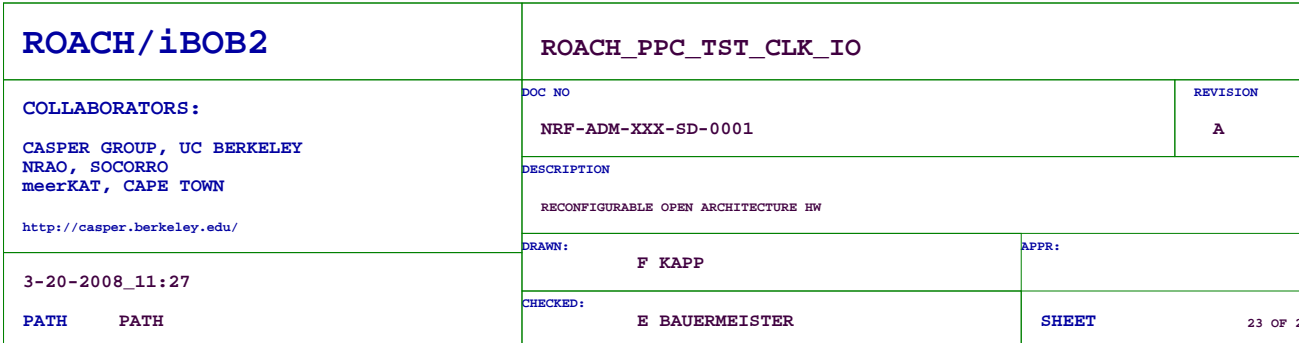 ROACH/iBOB2
ROACH_PPC_TST_CLK_IO
COLLABORATORS:
CASPER GROUP, UC BERKELEY
NRAO, SOCORRO
meerKAT, CAPE TOWN
http://casper.berkeley.edu/
3-20-2008_11:27
PATH PATH
DOC NO
NRF-ADM-XXX-SD-0001
REVISION
A
DESCRIPTION
RECONFIGURABLE OPEN ARCHITECTURE HW
DRAWN:
F KAPP
APPR:
CHECKED:
E BAUERMEISTER
SHEET 23 OF